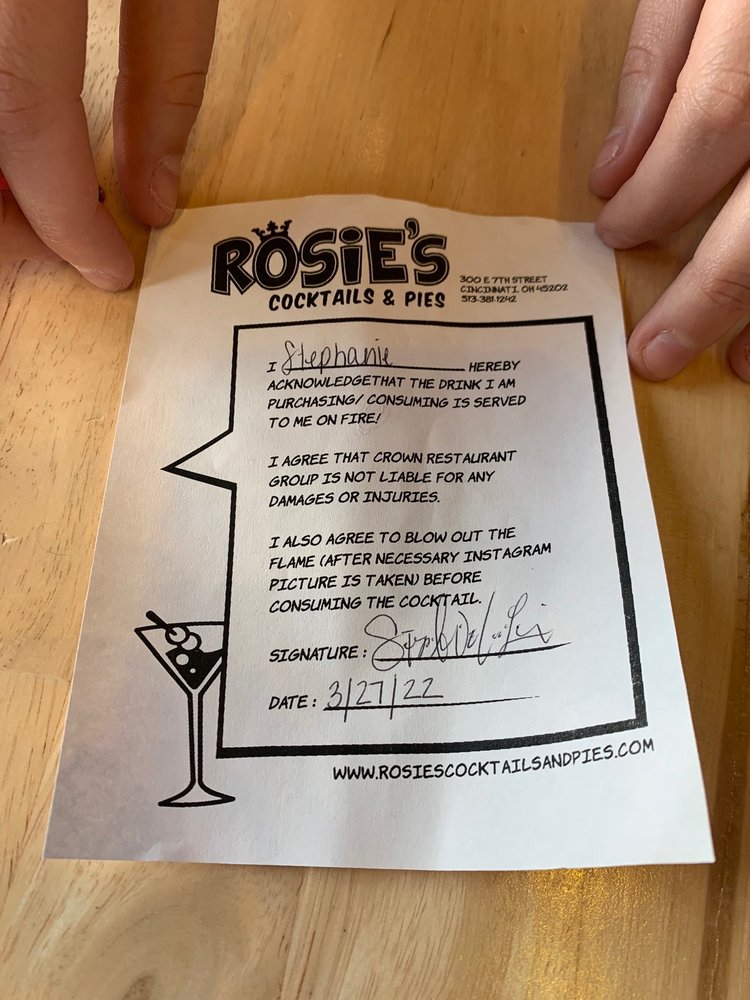 ROSiE'S
COCKTAILS & PIES
300 E 7TH STREET
CINCINNATI, OH 45202
513-381-1242
I Stephanie HEREBY
ACKNOWLEDGETHAT THE DRINK I AM
PURCHASING/ CONSUMING IS SERVED
TO ME ON FIRE!
I AGREE THAT CROWN RESTAURANT
GROUP IS NOT LIABLE FOR ANY
DAMAGES OR INJURIES.
I ALSO AGREE TO BLOW OUT THE
FLAME (AFTER NECESSARY INSTAGRAM
PICTURE IS TAKEN) BEFORE
CONSUMING THE COCKTAIL.
SIGNATURE :
DATE : 3/27/22
WWW.ROSIESCOCKTAILSANDPIES.COM